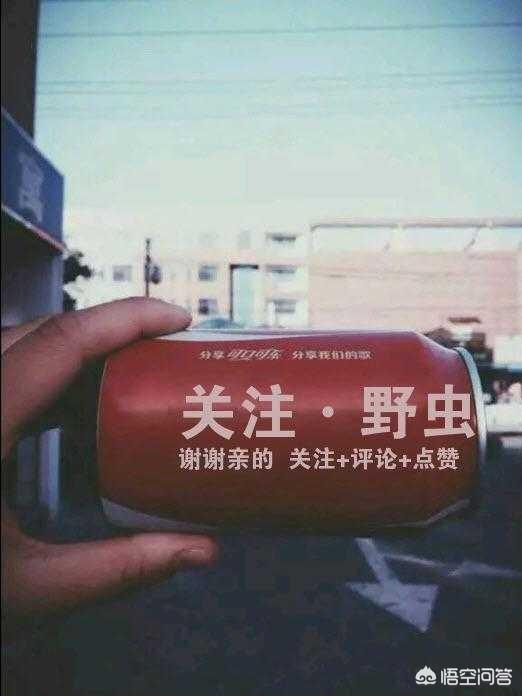 分享 可口可乐 分享我们的歌
关注·野虫
谢谢亲的 关注+评论+点赞
悟空问答